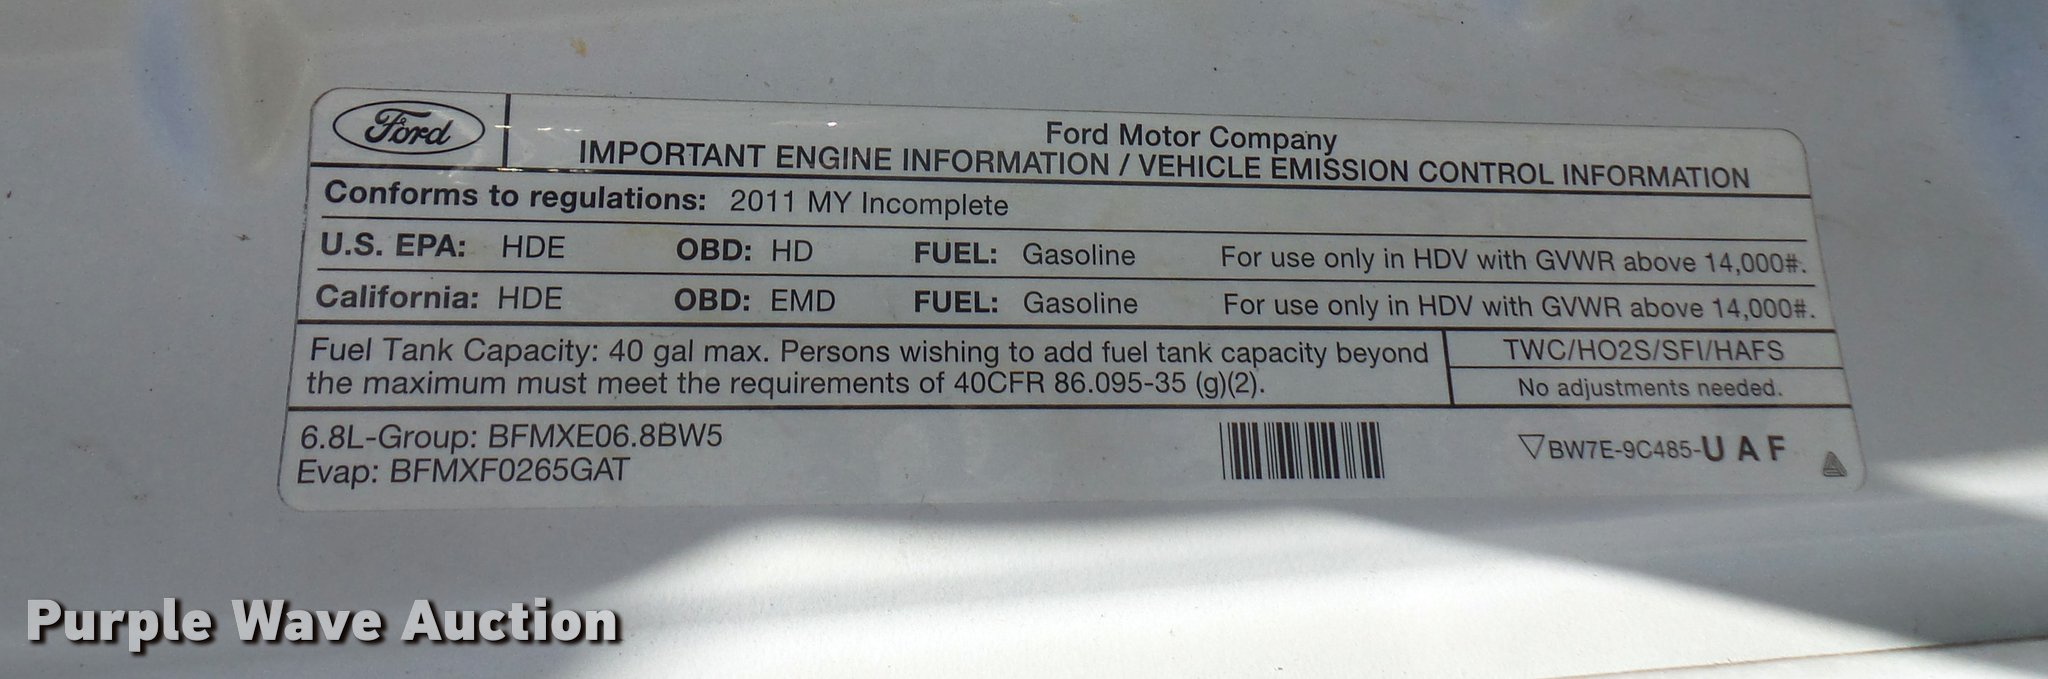 Ford
Ford Motor Company
IMPORTANT ENGINE INFORMATION / VEHICLE EMISSION CONTROL INFORMATION
Conforms to regulations: 2011 MY Incomplete
U.S. EPA: HDE OBD: HD FUEL: Gasoline For use only in HDV with GVWR above 14,000#.
California: HDE OBD: EMD FUEL: Gasoline For use only in HDV with GVWR above 14,000#.
Fuel Tank Capacity: 40 gal max. Persons wishing to add fuel tank capacity beyond
the maximum must meet the requirements of 40CFR 86.095-35 (g)(2).
TWC/HO2S/SFI/HAFS
No adjustments needed.
6.8L-Group: BFMXE06.8BW5
Evap: BFMXF0265GAT
BW7E-9C485-UAF
Purple Wave Auction